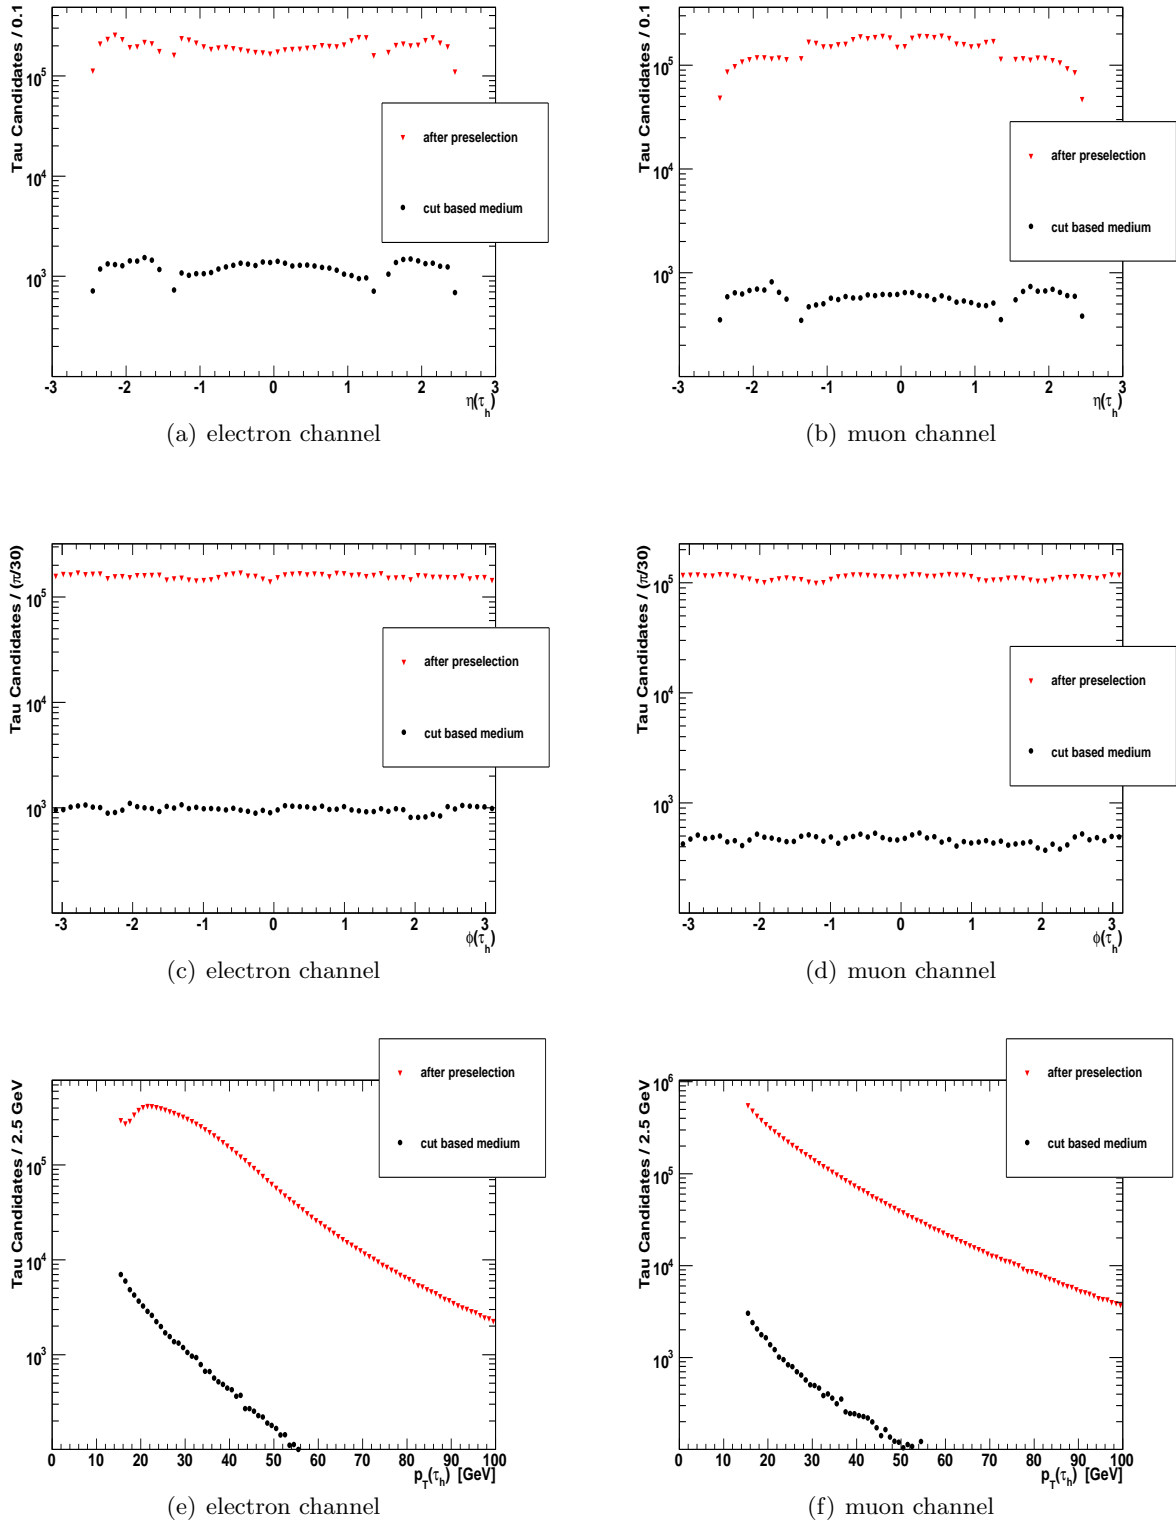 Tau Candidates / 0.1
10^5
10^4
10^3
after preselection
cut based medium
-3 -2 -1 0 1 2 3
η(τ_h)
(a) electron channel
Tau Candidates / 0.1
10^5
10^4
10^3
after preselection
cut based medium
-3 -2 -1 0 1 2 3
η(τ_h)
(b) muon channel
Tau Candidates / (π/30)
10^5
10^4
10^3
after preselection
cut based medium
-3 -2 -1 0 1 2 3
φ(τ_h)
(c) electron channel
Tau Candidates / (π/30)
10^5
10^4
10^3
after preselection
cut based medium
-3 -2 -1 0 1 2 3
φ(τ_h)
(d) muon channel
Tau Candidates / 2.5 GeV
10^5
10^4
10^3
after preselection
cut based medium
0 10 20 30 40 50 60 70 80 90 100
p_T(τ_h) [GeV]
(e) electron channel
Tau Candidates / 2.5 GeV
10^6
10^5
10^4
10^3
after preselection
cut based medium
0 10 20 30 40 50 60 70 80 90 100
p_T(τ_h) [GeV]
(f) muon channel